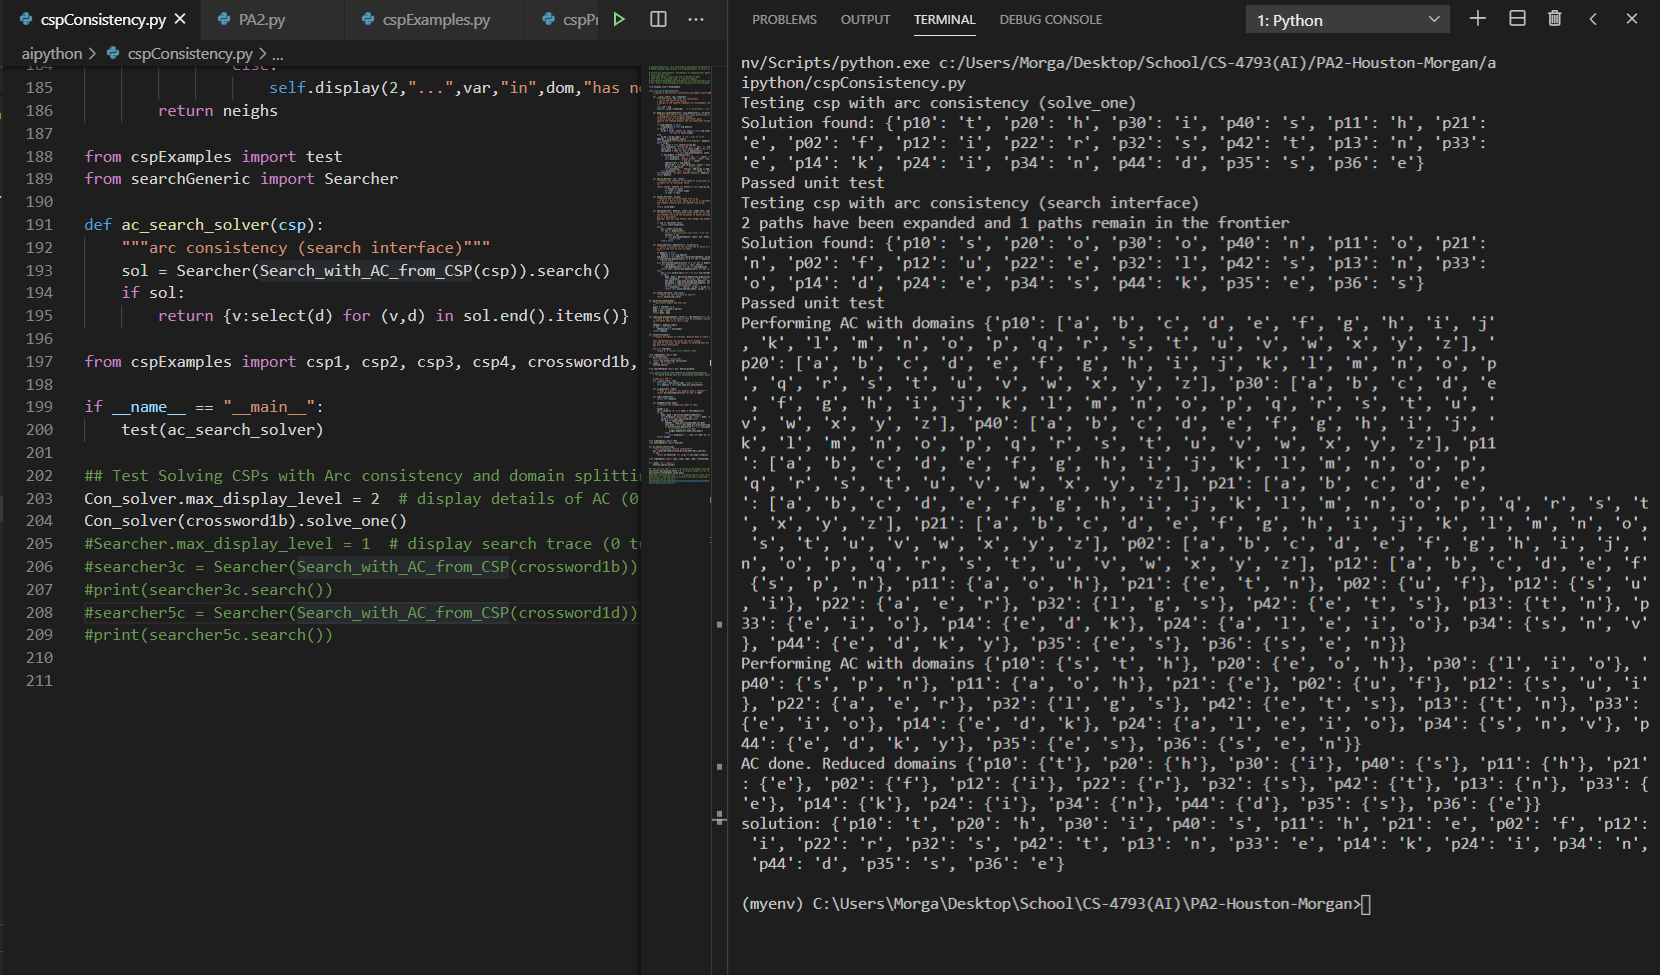 cspConsistency.py
PA2.py
cspExamples.py
cspPr
aipython > cspConsistency.py > ...
185 self.display(2,"...",var,"in",dom,"has n
186 return neighs
187
188 from cspExamples import test
189 from searchGeneric import Searcher
190
191 def ac_search_solver(csp):
192 """arc consistency (search interface)"""
193 sol = Searcher(Search_with_AC_from_CSP(csp)).search()
194 if sol:
195 return {v:select(d) for (v,d) in sol.end().items()}
196
197 from cspExamples import csp1, csp2, csp3, csp4, crossword1b,
198
199 if __name__ == "__main__":
200 test(ac_search_solver)
201
202 ## Test Solving CSPs with Arc consistency and domain splittin
203 Con_solver.max_display_level = 2  # display details of AC (0
204 Con_solver(crossword1b).solve_one()
205 #Searcher.max_display_level = 1  # display search trace (0 t
206 #searcher3c = Searcher(Search_with_AC_from_CSP(crossword1b))
207 #print(searcher3c.search())
208 #searcher5c = Searcher(Search_with_AC_from_CSP(crossword1d))
209 #print(searcher5c.search())
210
211
PROBLEMS OUTPUT TERMINAL DEBUG CONSOLE 1: Python
nv/Scripts/python.exe c:/Users/Morga/Desktop/School/CS-4793(AI)/PA2-Houston-Morgan/a
ipython/cspConsistency.py
Testing csp with arc consistency (solve_one)
Solution found: {'p10': 't', 'p20': 'h', 'p30': 'i', 'p40': 's', 'p11': 'h', 'p21':
'e', 'p02': 'f', 'p12': 'i', 'p22': 'r', 'p32': 's', 'p42': 't', 'p13': 'n', 'p33':
'e', 'p14': 'k', 'p24': 'i', 'p34': 'n', 'p44': 'd', 'p35': 's', 'p36': 'e'}
Passed unit test
Testing csp with arc consistency (search interface)
2 paths have been expanded and 1 paths remain in the frontier
Solution found: {'p10': 's', 'p20': 'o', 'p30': 'o', 'p40': 'n', 'p11': 'o', 'p21':
'n', 'p02': 'f', 'p12': 'u', 'p22': 'e', 'p32': 'l', 'p42': 's', 'p13': 'n', 'p33':
'o', 'p14': 'd', 'p24': 'e', 'p34': 's', 'p44': 'k', 'p35': 'e', 'p36': 's'}
Passed unit test
Performing AC with domains {'p10': ['a', 'b', 'c', 'd', 'e', 'f', 'g', 'h', 'i', 'j'
, 'k', 'l', 'm', 'n', 'o', 'p', 'q', 'r', 's', 't', 'u', 'v', 'w', 'x', 'y', 'z'], '
p20': ['a', 'b', 'c', 'd', 'e', 'f', 'g', 'h', 'i', 'j', 'k', 'l', 'm', 'n', 'o', 'p
', 'q', 'r', 's', 't', 'u', 'v', 'w', 'x', 'y', 'z'], 'p30': ['a', 'b', 'c', 'd', 'e
', 'f', 'g', 'h', 'i', 'j', 'k', 'l', 'm', 'n', 'o', 'p', 'q', 'r', 's', 't', 'u', '
v', 'w', 'x', 'y', 'z'], 'p40': ['a', 'b', 'c', 'd', 'e', 'f', 'g', 'h', 'i', 'j', '
k', 'l', 'm', 'n', 'o', 'p', 'q', 'r', 's', 't', 'u', 'v', 'w', 'x', 'y', 'z'], 'p11
': ['a', 'b', 'c', 'd', 'e', 'f', 'g', 'h', 'i', 'j', 'k', 'l', 'm', 'n', 'o', 'p',
'q', 'r', 's', 't', 'u', 'v', 'w', 'x', 'y', 'z'], 'p21': ['a', 'b', 'c', 'd', 'e',
': ['a', 'b', 'c', 'd', 'e', 'f', 'g', 'h', 'i', 'j', 'k', 'l', 'm', 'n', 'o', 'p', 'q', 'r', 's', 't
', 'x', 'y', 'z'], 'p21': ['a', 'b', 'c', 'd', 'e', 'f', 'g', 'h', 'i', 'j', 'k', 'l', 'm', 'n', 'o',
's', 't', 'u', 'v', 'w', 'x', 'y', 'z'], 'p02': ['a', 'b', 'c', 'd', 'e', 'f', 'g', 'h', 'i', 'j', '
n', 'o', 'p', 'q', 'r', 's', 't', 'u', 'v', 'w', 'x', 'y', 'z'], 'p12': ['a', 'b', 'c', 'd', 'e', 'f'
{'s', 'p', 'n'}, 'p11': {'a', 'o', 'h'}, 'p21': {'e', 't', 'n'}, 'p02': {'u', 'f'}, 'p12': {'s', 'u'
, 'i'}, 'p22': {'a', 'e', 'r'}, 'p32': {'l', 'g', 's'}, 'p42': {'e', 't', 's'}, 'p13': {'t', 'n'}, 'p
33': {'e', 'i', 'o'}, 'p14': {'e', 'd', 'k'}, 'p24': {'a', 'l', 'e', 'i', 'o'}, 'p34': {'s', 'n', 'v'
}, 'p44': {'e', 'd', 'k', 'y'}, 'p35': {'e', 's'}, 'p36': {'s', 'e', 'n'}}
Performing AC with domains {'p10': {'s', 't', 'h'}, 'p20': {'e', 'o', 'h'}, 'p30': {'l', 'i', 'o'}, '
p40': {'s', 'p', 'n'}, 'p11': {'a', 'o', 'h'}, 'p21': {'e'}, 'p02': {'u', 'f'}, 'p12': {'s', 'u', 'i'
}, 'p22': {'a', 'e', 'r'}, 'p32': {'l', 'g', 's'}, 'p42': {'e', 't', 's'}, 'p13': {'t', 'n'}, 'p33':
{'e', 'i', 'o'}, 'p14': {'e', 'd', 'k'}, 'p24': {'a', 'l', 'e', 'i', 'o'}, 'p34': {'s', 'n', 'v'}, 'p
44': {'e', 'd', 'k', 'y'}, 'p35': {'e', 's'}, 'p36': {'s', 'e', 'n'}}
AC done. Reduced domains {'p10': {'t'}, 'p20': {'h'}, 'p30': {'i'}, 'p40': {'s'}, 'p11': {'h'}, 'p21'
: {'e'}, 'p02': {'f'}, 'p12': {'i'}, 'p22': {'r'}, 'p32': {'s'}, 'p42': {'t'}, 'p13': {'n'}, 'p33': {
'e'}, 'p14': {'k'}, 'p24': {'i'}, 'p34': {'n'}, 'p44': {'d'}, 'p35': {'s'}, 'p36': {'e'}}
solution: {'p10': 't', 'p20': 'h', 'p30': 'i', 'p40': 's', 'p11': 'h', 'p21': 'e', 'p02': 'f', 'p12':
'i', 'p22': 'r', 'p32': 's', 'p42': 't', 'p13': 'n', 'p33': 'e', 'p14': 'k', 'p24': 'i', 'p34': 'n',
'p44': 'd', 'p35': 's', 'p36': 'e'}
(myenv) C:\Users\Morga\Desktop\School\CS-4793(AI)\PA2-Houston-Morgan>